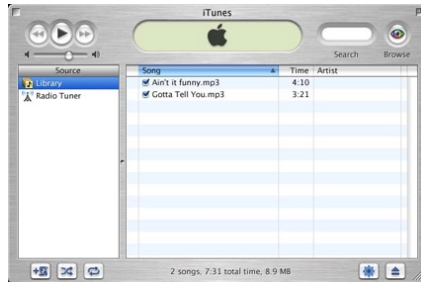 iTunes
Search
Browse
Source
Song Time Artist
Library
Radio Tuner
Ain't it funny.mp3 4:10
Gotta Tell You.mp3 3:21
2 songs, 7:31 total time, 8.9 MB